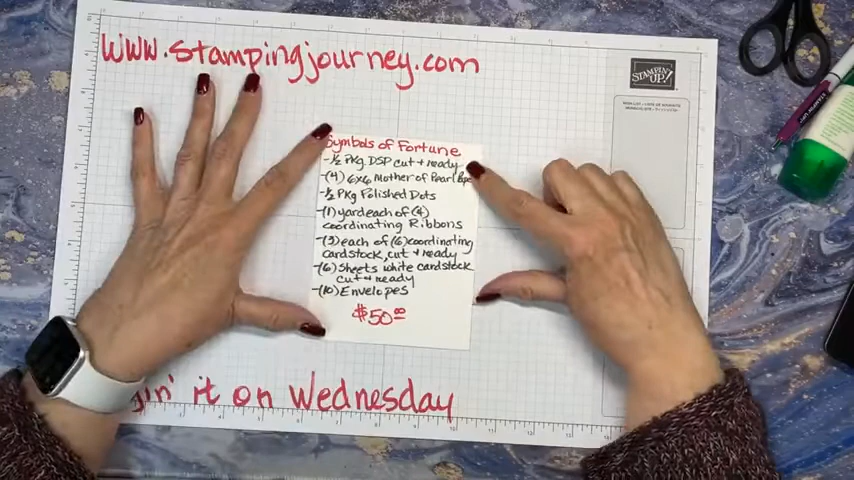 www.stampingjourney.com
STAMPIN' UP!
Symbols of Fortune
-½ Pkg DSP cut + ready
-(4) 6x6 Mother of Pearl
-½ Pkg Polished Dots
-(1) yard each of (4)
coordinating Ribbons
-(3) each of (6) coordinating
cardstock, cut + ready
-(6) Sheets white cardstock
cut + ready
-(10) Envelopes
$50.00
it on Wednesday